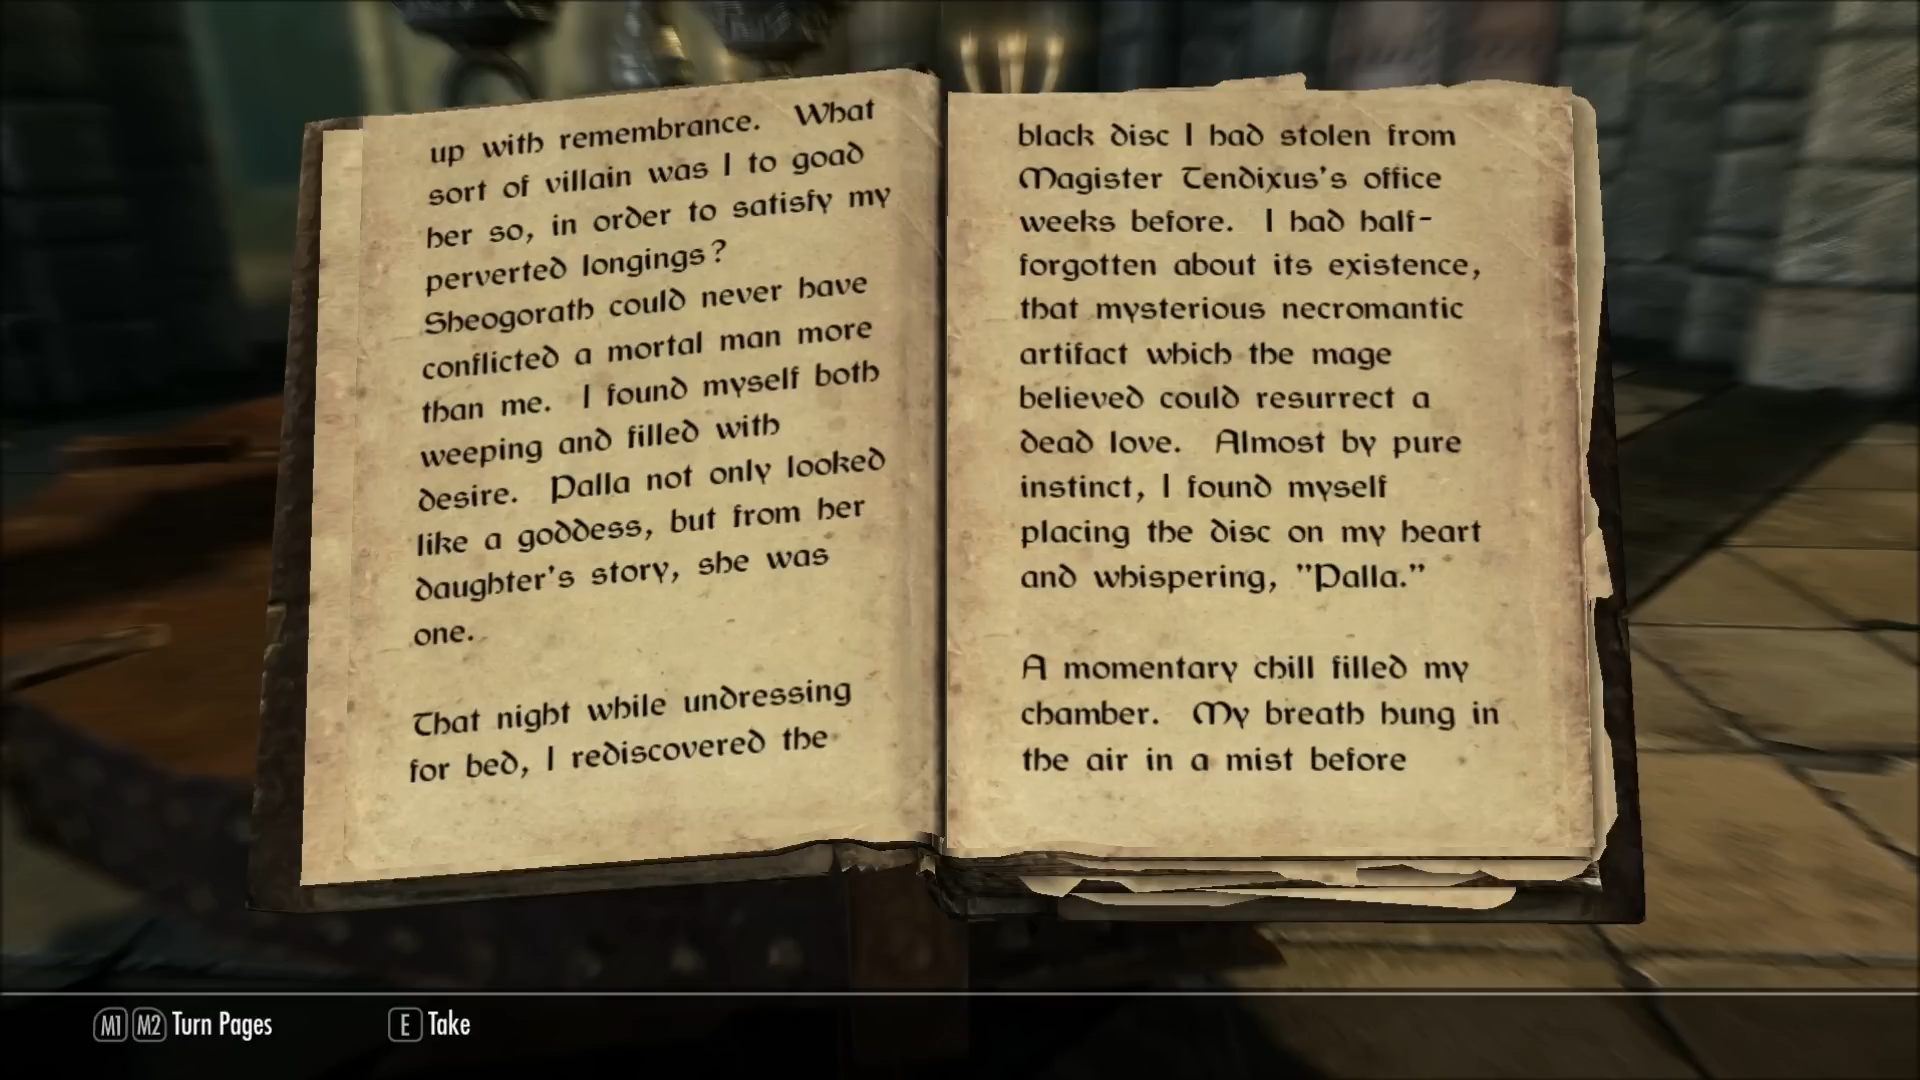 up with remembrance. What
sort of villain was I to goad
her so, in order to satisfy my
perverted longings?
Sheogorath could never have
conflicted a mortal man more
than me. I found myself both
weeping and filled with
desire. Palla not only looked
like a goddess, but from her
daughter's story, she was
one.
That night while undressing
for bed, I rediscovered the
black disc I had stolen from
Magister Tendixus's office
weeks before. I had half-
forgotten about its existence,
that mysterious necromantic
artifact which the mage
believed could resurrect a
dead love. Almost by pure
instinct, I found myself
placing the disc on my heart
and whispering, "Palla."
A momentary chill filled my
chamber. My breath hung in
the air in a mist before
M1 M2 Turn Pages
E Take